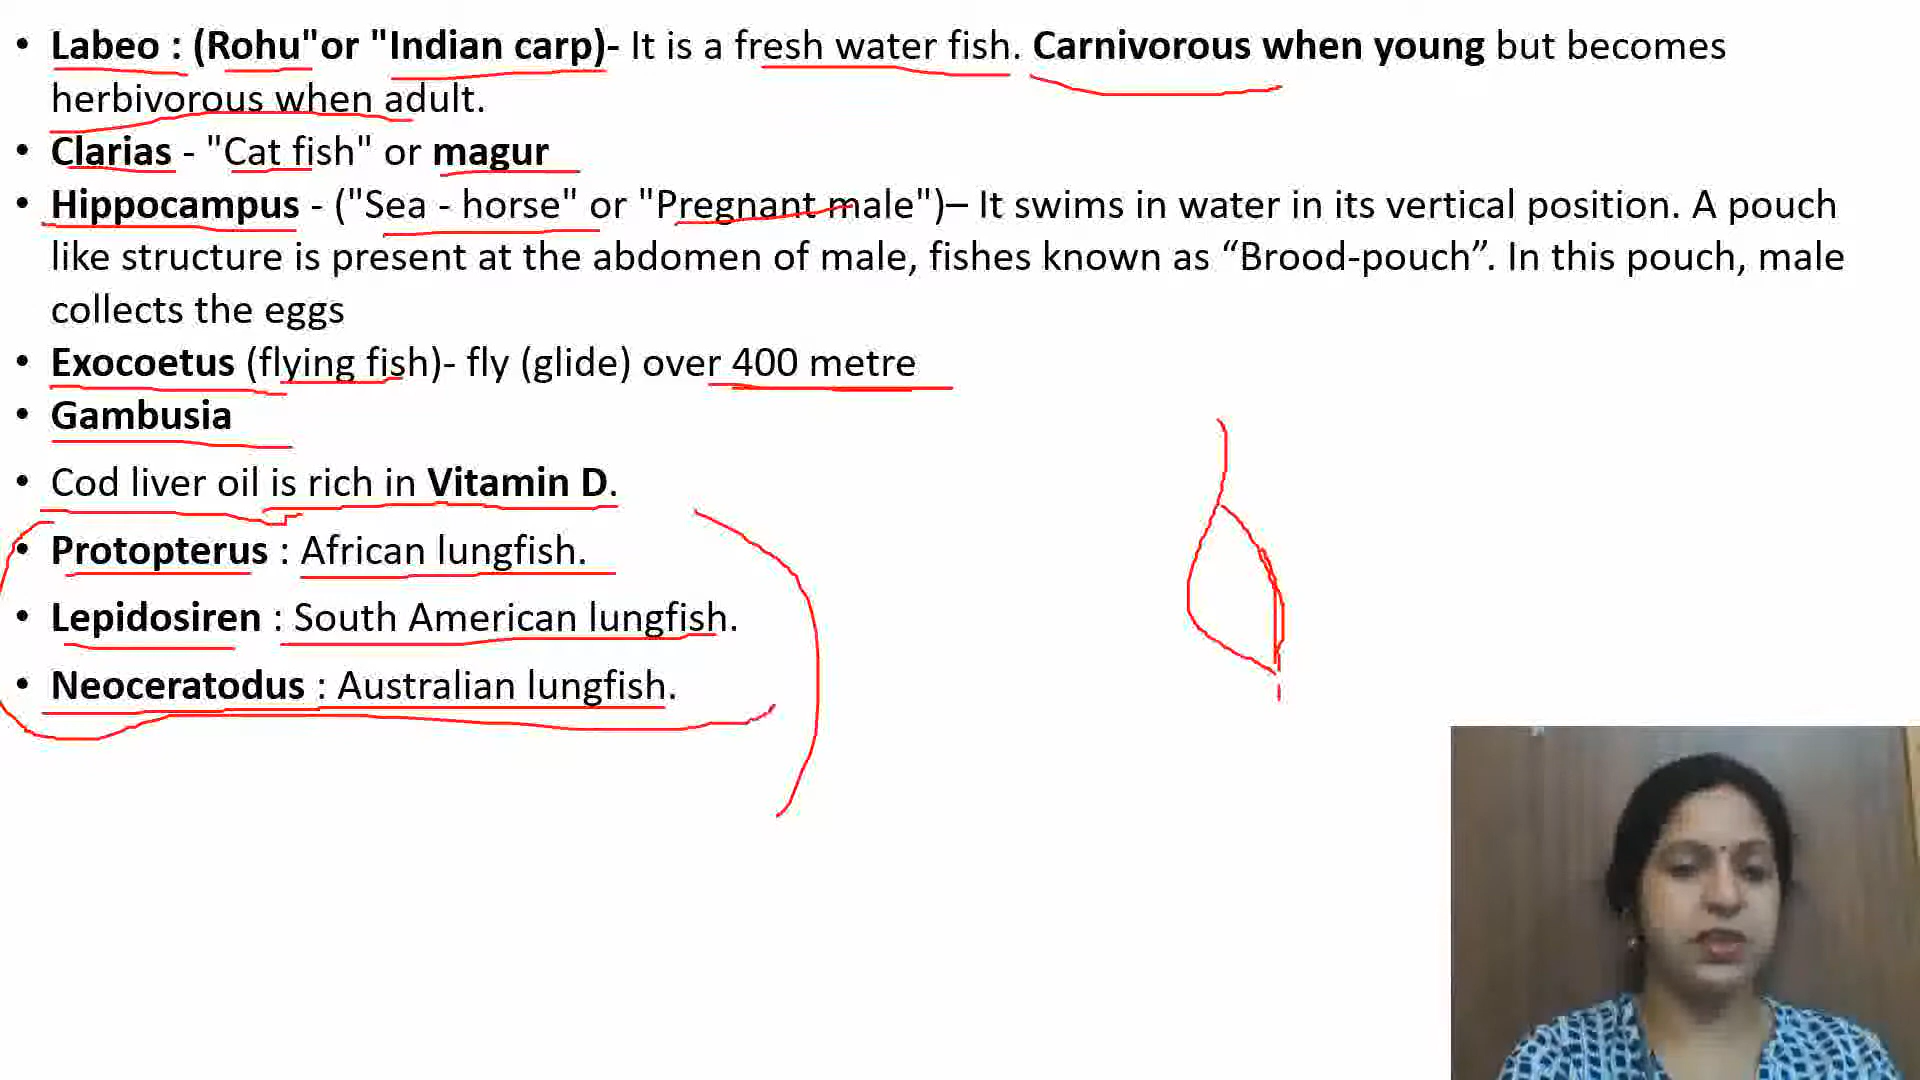 • Labeo : (Rohu"or "Indian carp)- It is a fresh water fish. Carnivorous when young but becomes
herbivorous when adult.
• Clarias - "Cat fish" or magur
• Hippocampus - ("Sea - horse" or "Pregnant male")– It swims in water in its vertical position. A pouch
like structure is present at the abdomen of male, fishes known as “Brood-pouch”. In this pouch, male
collects the eggs
• Exocoetus (flying fish)- fly (glide) over 400 metre
• Gambusia
• Cod liver oil is rich in Vitamin D.
• Protopterus : African lungfish.
• Lepidosiren : South American lungfish.
• Neoceratodus : Australian lungfish.